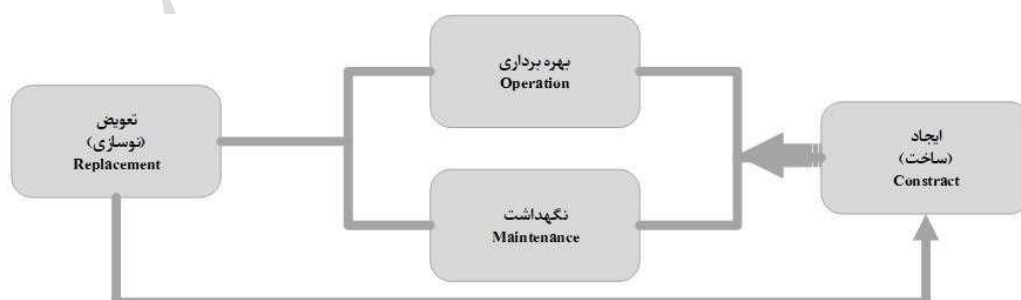 ایجاد
(ساخت)
Constract
بهره برداری
Operation
نگهداشت
Maintenance
تعویض
(نوسازی)
Replacement